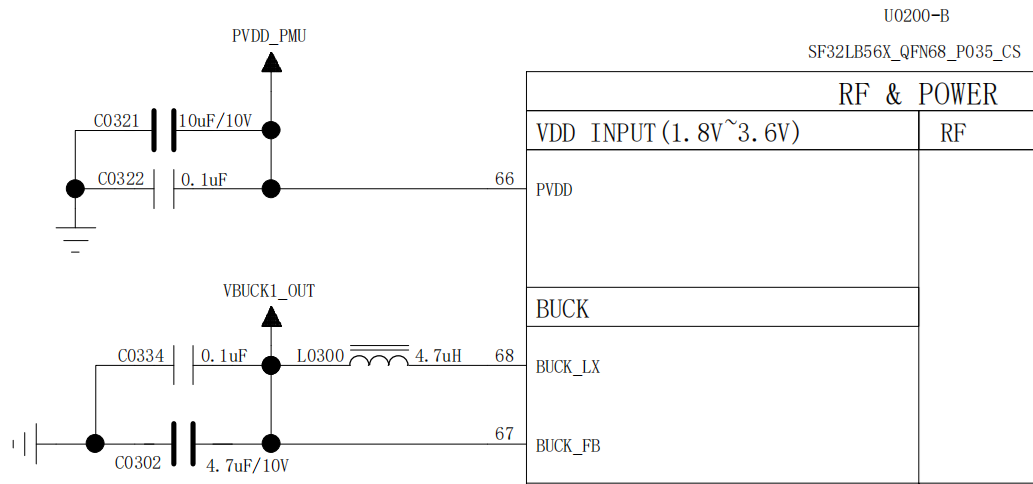 U0200-B
SF32LB56X_QFN68_P035_CS
PVDD_PMU
RF & POWER
C0321 10uF/10V
VDD INPUT(1.8V~3.6V) RF
C0322 0.1uF 66 PVDD
VBUCK1_OUT
BUCK
C0334 0.1uF L0300 4.7uH 68 BUCK_LX
67 BUCK_FB
C0302 4.7uF/10V